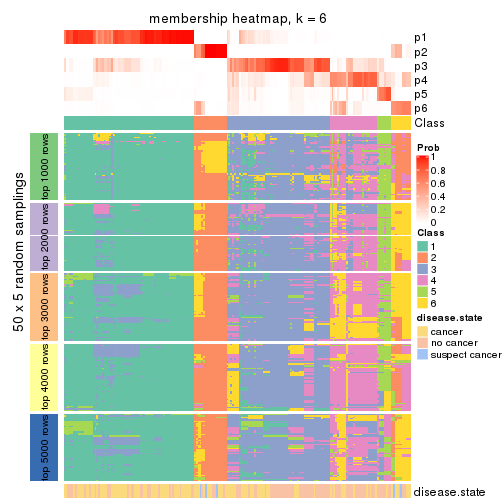 membership heatmap, k = 6
p1
p2
p3
p4
p5
p6
Class
50 x 5 random samplings
top 1000 rows
top 2000 rows
top 3000 rows
top 4000 rows
top 5000 rows
Prob
1
0.8
0.6
0.4
0.2
0
Class
1
2
3
4
5
6
disease.state
cancer
no cancer
suspect cancer
disease.state